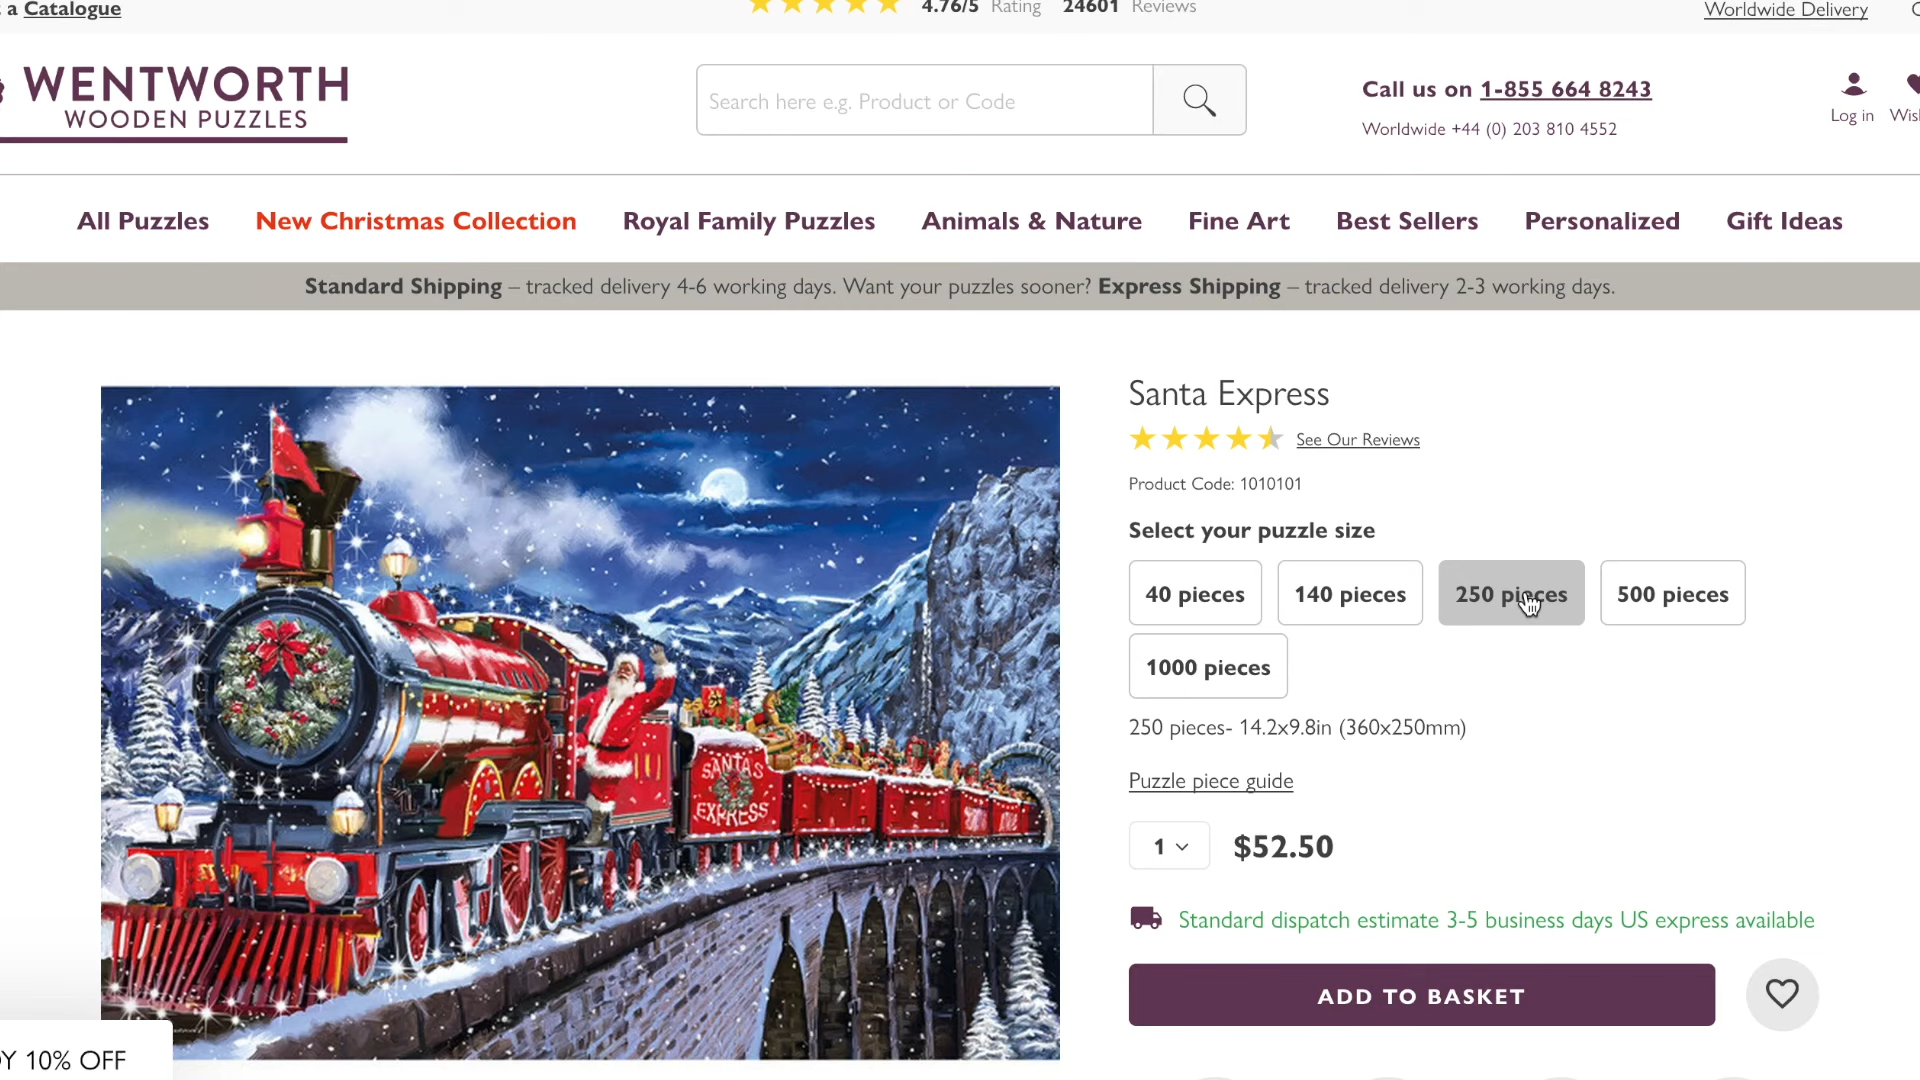 a Catalogue
4.76/5 Rating 24601 Reviews
Worldwide Delivery
WENTWORTH
WOODEN PUZZLES
Search here e.g. Product or Code
Call us on 1-855 664 8243
Worldwide +44 (0) 203 810 4552
Log in
All Puzzles New Christmas Collection Royal Family Puzzles Animals & Nature Fine Art Best Sellers Personalized Gift Ideas
Standard Shipping – tracked delivery 4-6 working days. Want your puzzles sooner? Express Shipping – tracked delivery 2-3 working days.
SANTA'S
EXPRESS
Santa Express
See Our Reviews
Product Code: 1010101
Select your puzzle size
40 pieces 140 pieces 250 pieces 500 pieces
1000 pieces
250 pieces- 14.2x9.8in (360x250mm)
Puzzle piece guide
1 $52.50
Standard dispatch estimate 3-5 business days US express available
ADD TO BASKET
10% OFF